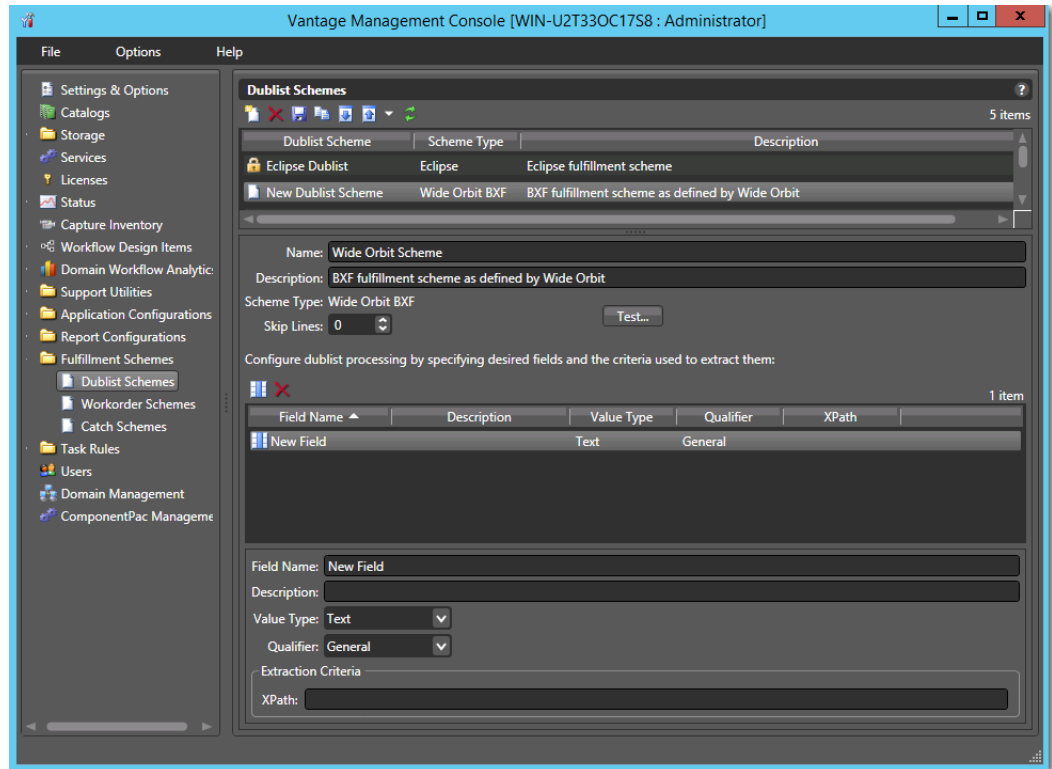 Vantage Management Console [WIN-U2T33OC17S8 : Administrator]
File Options Help
Settings & Options
Catalogs
Storage
Services
Licenses
Status
Capture Inventory
Workflow Design Items
Domain Workflow Analytic:
Support Utilities
Application Configurations
Report Configurations
Fulfillment Schemes
Dublist Schemes
Workorder Schemes
Catch Schemes
Task Rules
Users
Domain Management
ComponentPac Manageme
Dublist Schemes ?
5 items
Dublist Scheme Scheme Type Description
Eclipse Dublist Eclipse Eclipse fulfillment scheme
New Dublist Scheme Wide Orbit BXF BXF fulfillment scheme as defined by Wide Orbit
Name: Wide Orbit Scheme
Description: BXF fulfillment scheme as defined by Wide Orbit
Scheme Type: Wide Orbit BXF
Skip Lines: 0 Test...
Configure dublist processing by specifying desired fields and the criteria used to extract them:
1 item
Field Name Description Value Type Qualifier XPath
New Field Text General
Field Name: New Field
Description:
Value Type: Text
Qualifier: General
Extraction Criteria
XPath: